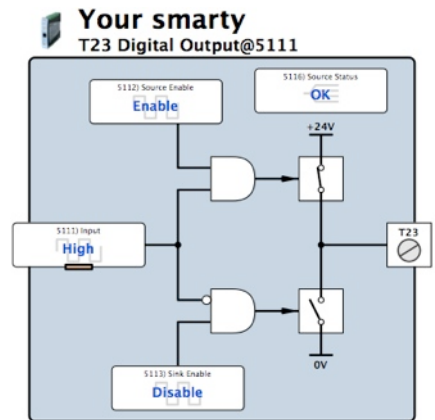 Your smarty
T23 Digital Output@5111
5112) Source Enable
Enable
5116) Source Status
OK
+24V
5111) Input
High
T23
5113) Sink Enable
Disable
0V